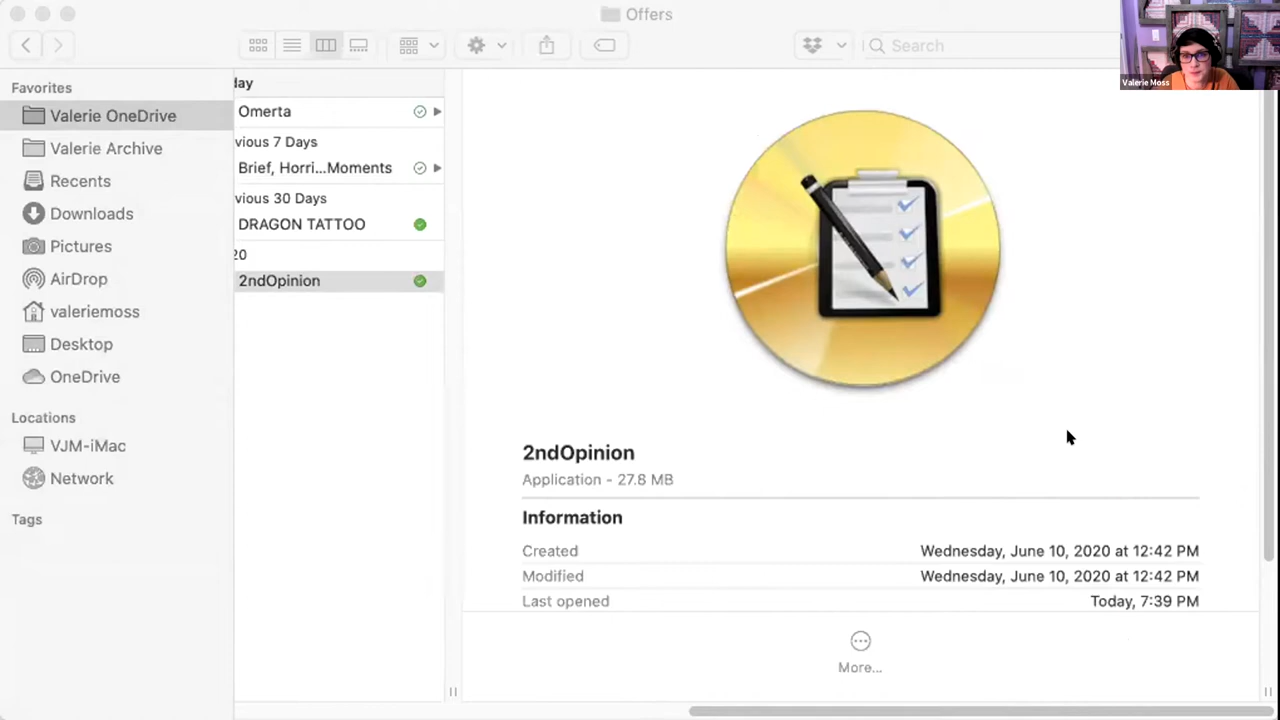 Offers
Search
Valerie Moss
Favorites
Valerie OneDrive
Valerie Archive
Recents
Downloads
Pictures
AirDrop
valeriemoss
Desktop
OneDrive
Locations
VJM-iMac
Network
Tags
day
Omerta
vious 7 Days
Brief, Horri...Moments
vious 30 Days
DRAGON TATTOO
20
2ndOpinion
2ndOpinion
Application - 27.8 MB
Information
Created Wednesday, June 10, 2020 at 12:42 PM
Modified Wednesday, June 10, 2020 at 12:42 PM
Last opened Today, 7:39 PM
More...